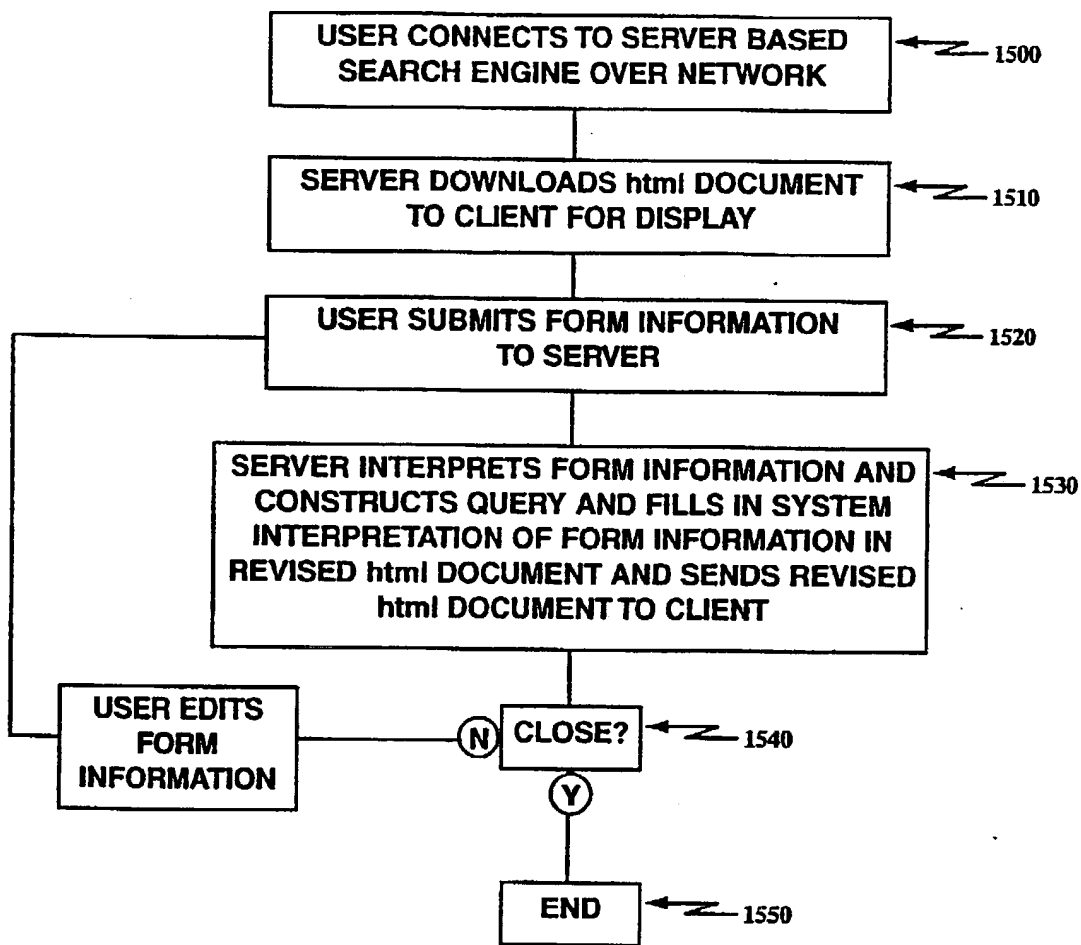 USER CONNECTS TO SERVER BASED
SEARCH ENGINE OVER NETWORK
1500
SERVER DOWNLOADS html DOCUMENT
TO CLIENT FOR DISPLAY
1510
USER SUBMITS FORM INFORMATION
TO SERVER
1520
SERVER INTERPRETS FORM INFORMATION AND
CONSTRUCTS QUERY AND FILLS IN SYSTEM
INTERPRETATION OF FORM INFORMATION IN
REVISED html DOCUMENT AND SENDS REVISED
html DOCUMENT TO CLIENT
1530
USER EDITS
FORM
INFORMATION
N
CLOSE?
1540
Y
END
1550